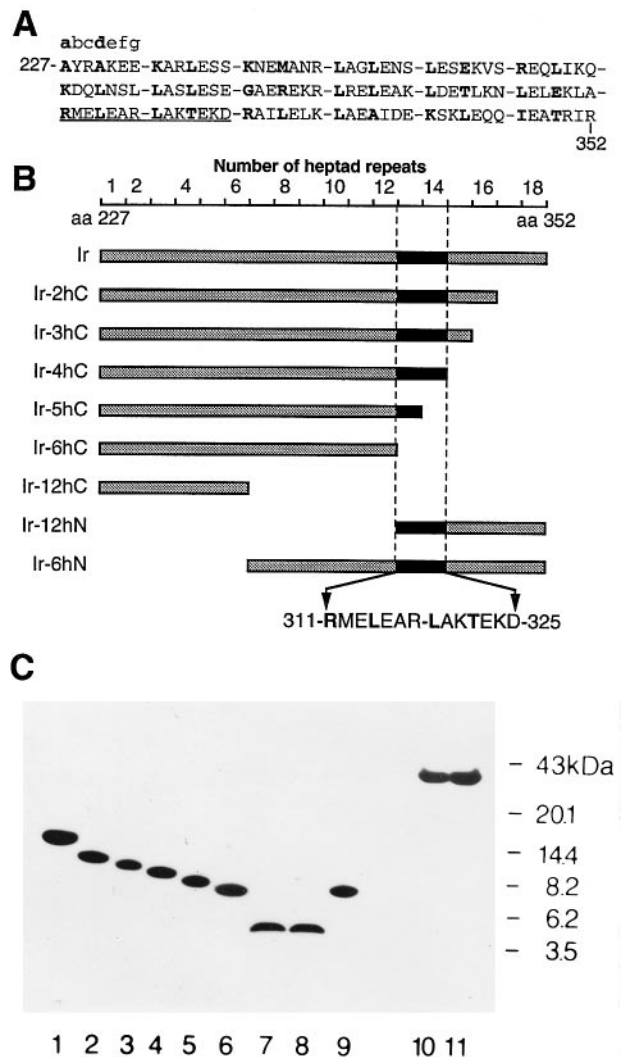 A
abcdefg
227-AYRAKEE-KARLESS-KNEMANR-LAGLENS-LESEKVS-REQLIKQ-
KDQLNSL-LASLESE-GAEREKR-LRELEAK-LDETLKN-LELEKLA-
RMELEAR-LAKTEKD-RAILELK-LAEAIDE-KSKLEQQ-IEATRIR
352
B
Number of heptad repeats
1 2 4 6 8 10 12 14 16 18
aa 227 aa 352
Ir
Ir-2hC
Ir-3hC
Ir-4hC
Ir-5hC
Ir-6hC
Ir-12hC
Ir-12hN
Ir-6hN
311-RMELEAR-LAKTEKD-325
C
43kDa
20.1
14.4
8.2
6.2
3.5
1 2 3 4 5 6 7 8 9 10 11